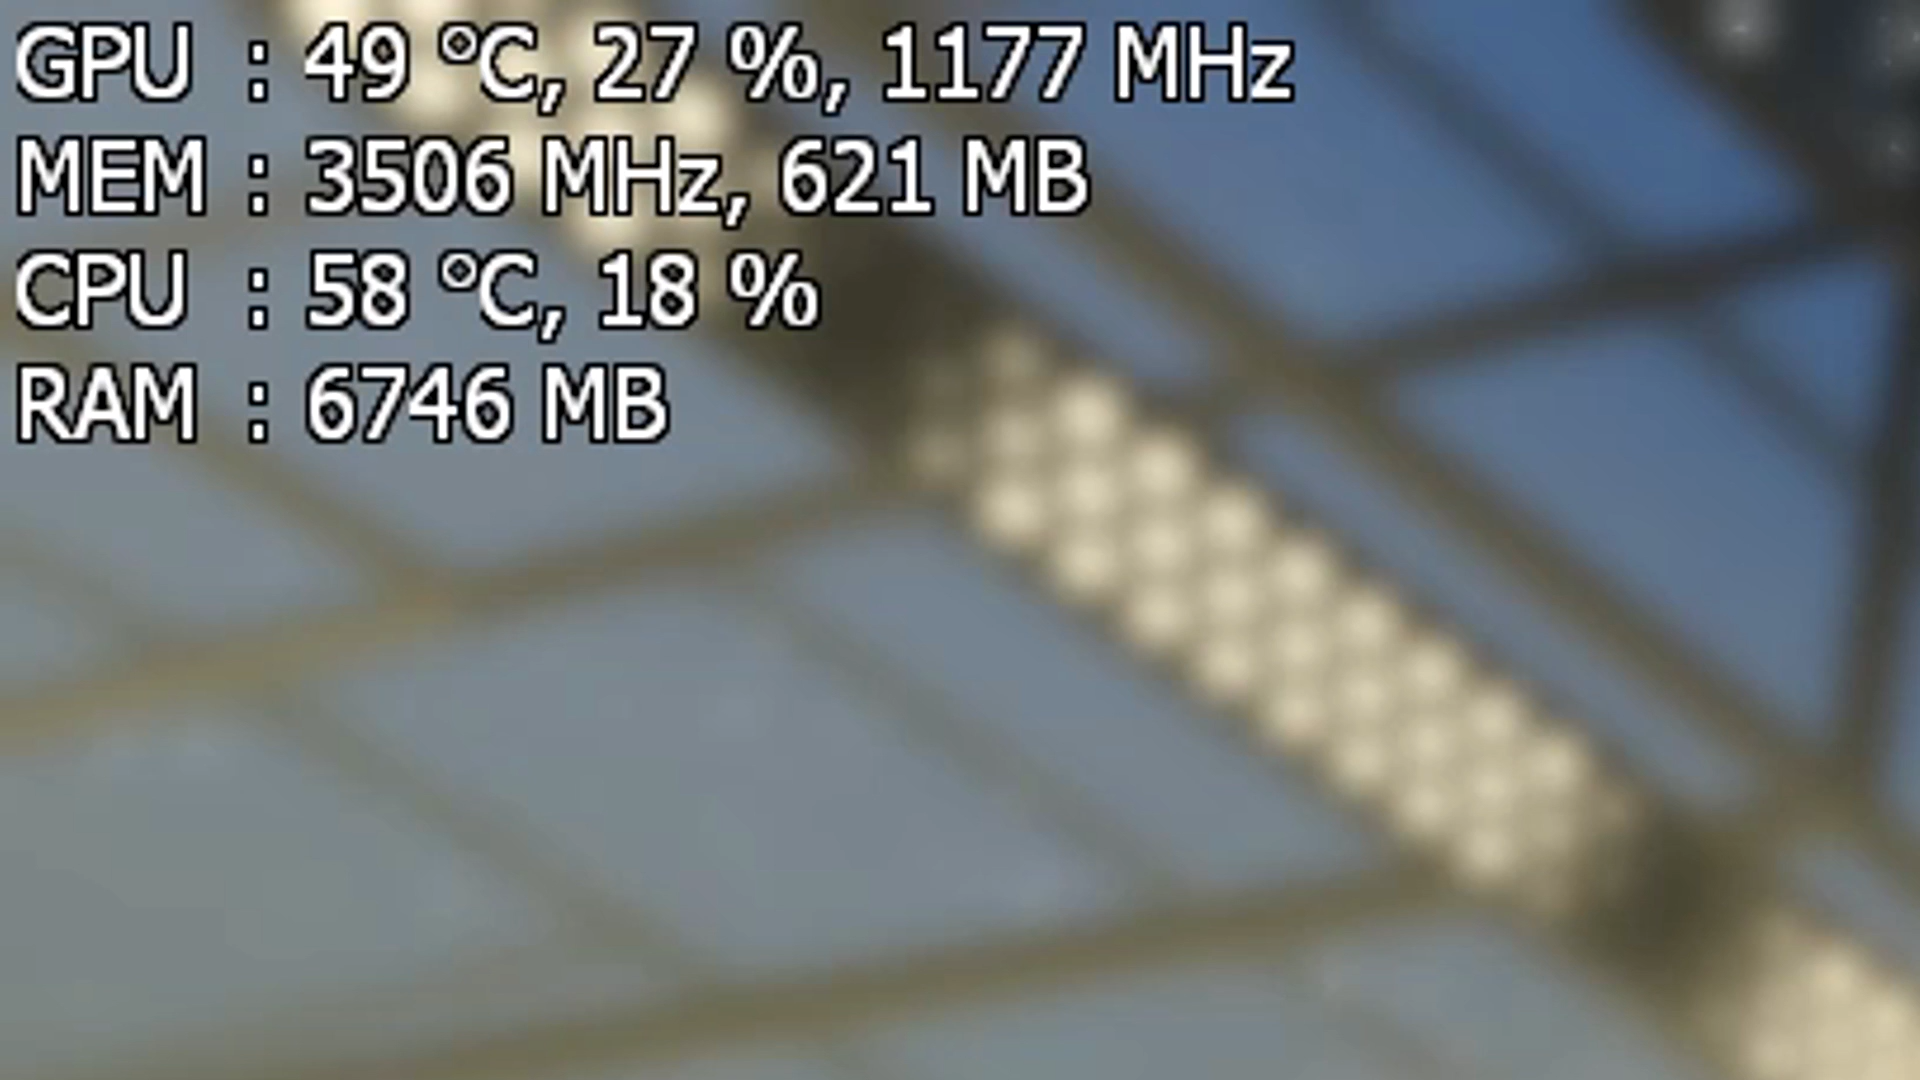 GPU : 49 °C, 27 %, 1177 MHz
MEM : 3506 MHz, 621 MB
CPU : 58 °C, 18 %
RAM : 6746 MB